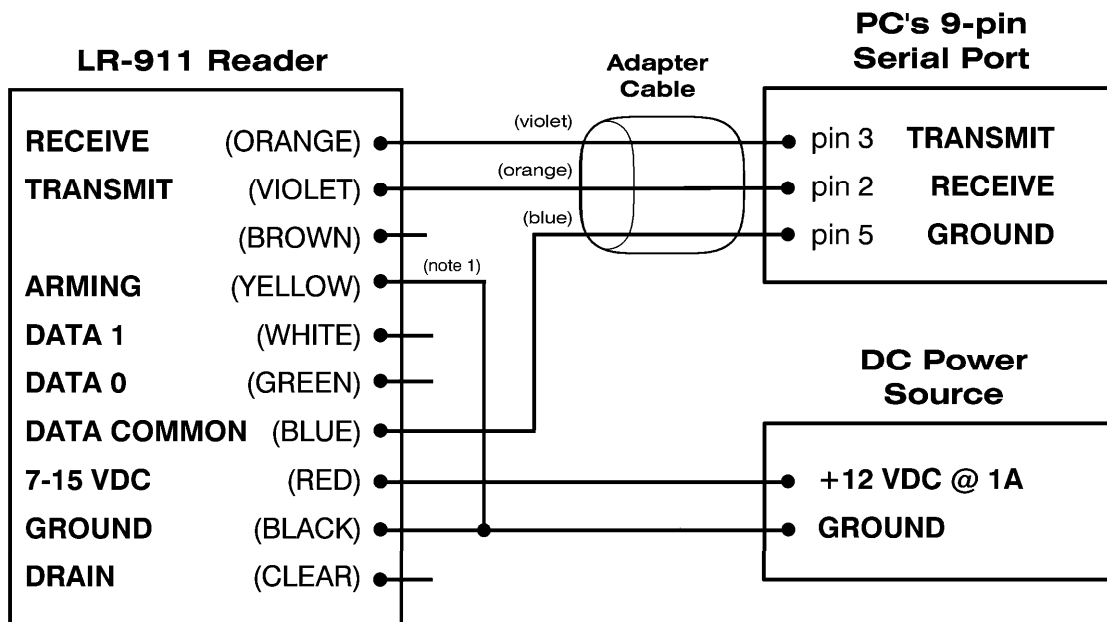 LR-911 Reader
RECEIVE (ORANGE)
TRANSMIT (VIOLET)
(BROWN)
ARMING (YELLOW)
DATA 1 (WHITE)
DATA 0 (GREEN)
DATA COMMON (BLUE)
7-15 VDC (RED)
GROUND (BLACK)
DRAIN (CLEAR)
(violet)
(orange)
(blue)
(note 1)
Adapter
Cable
PC's 9-pin
Serial Port
pin 3 TRANSMIT
pin 2 RECEIVE
pin 5 GROUND
DC Power
Source
+12 VDC @ 1A
GROUND